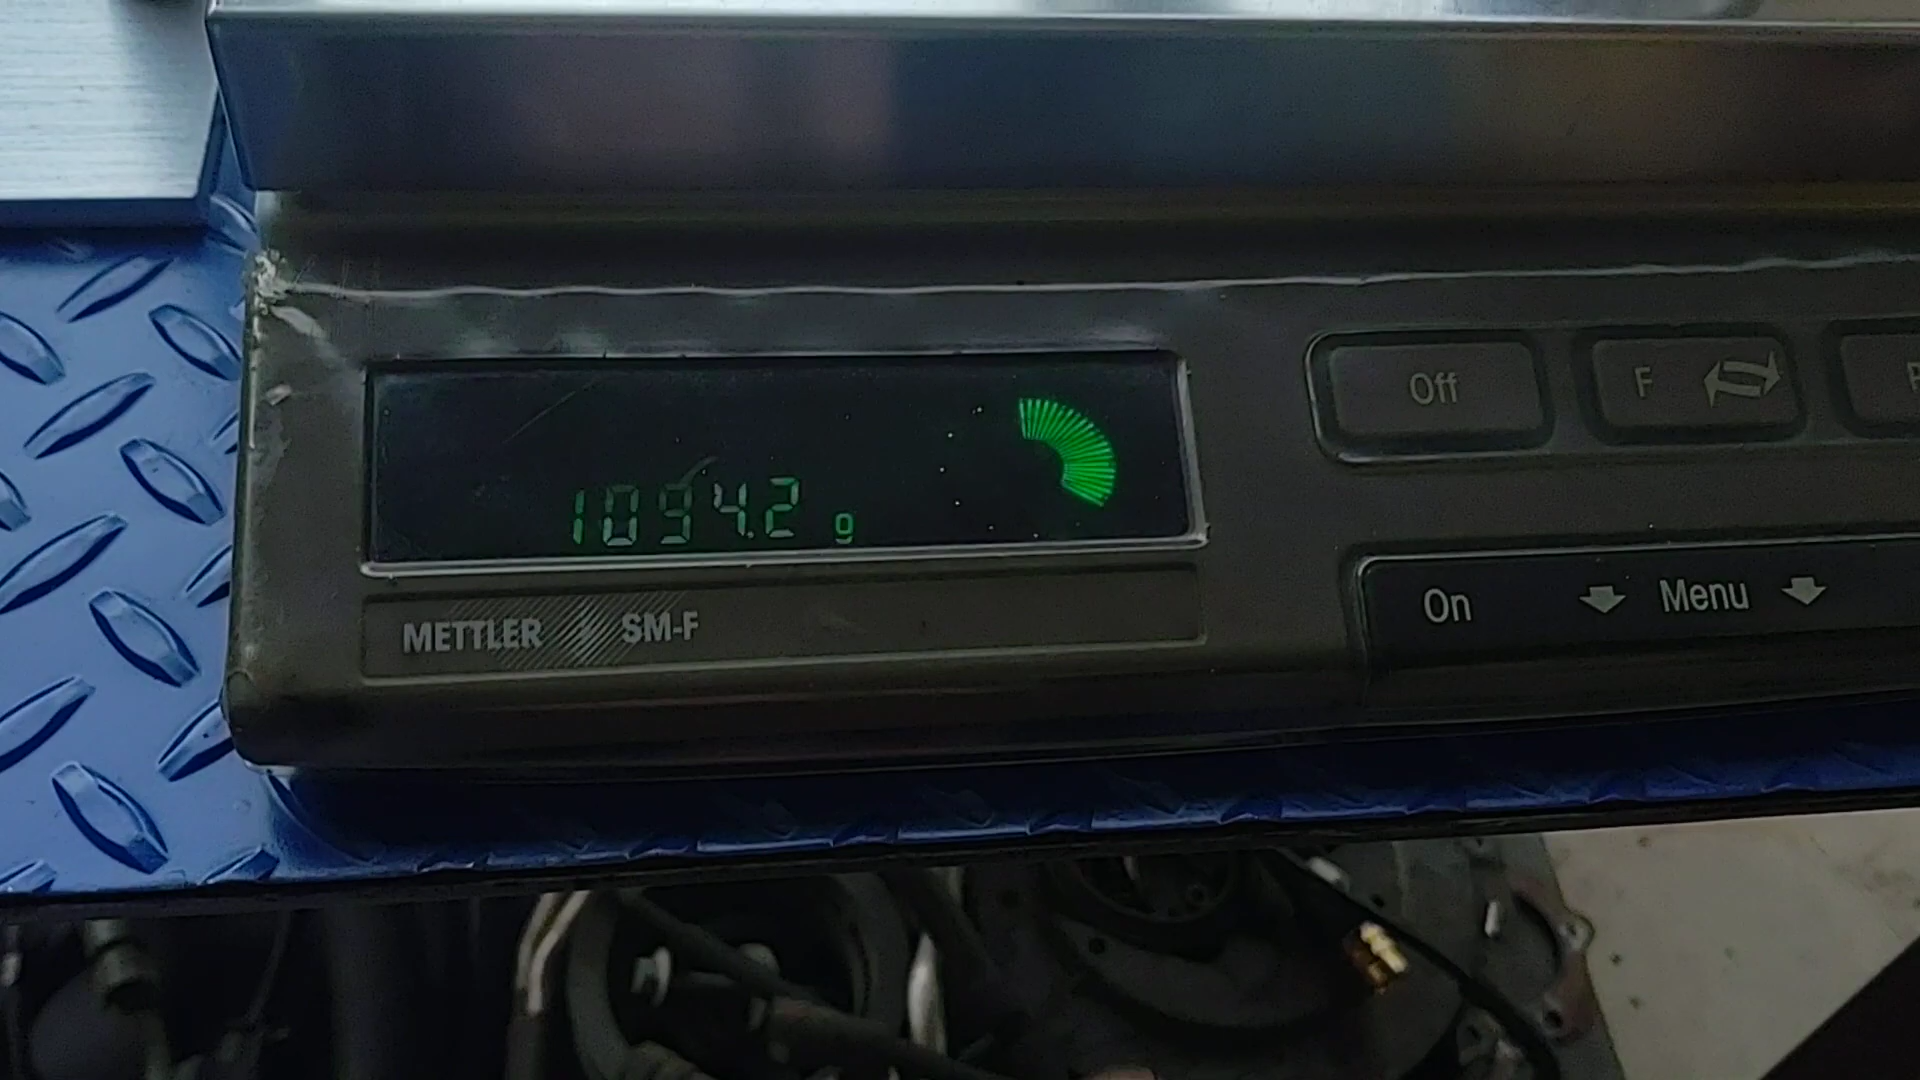 1094.2 g
METTLER SM-F
Off
F
On Menu